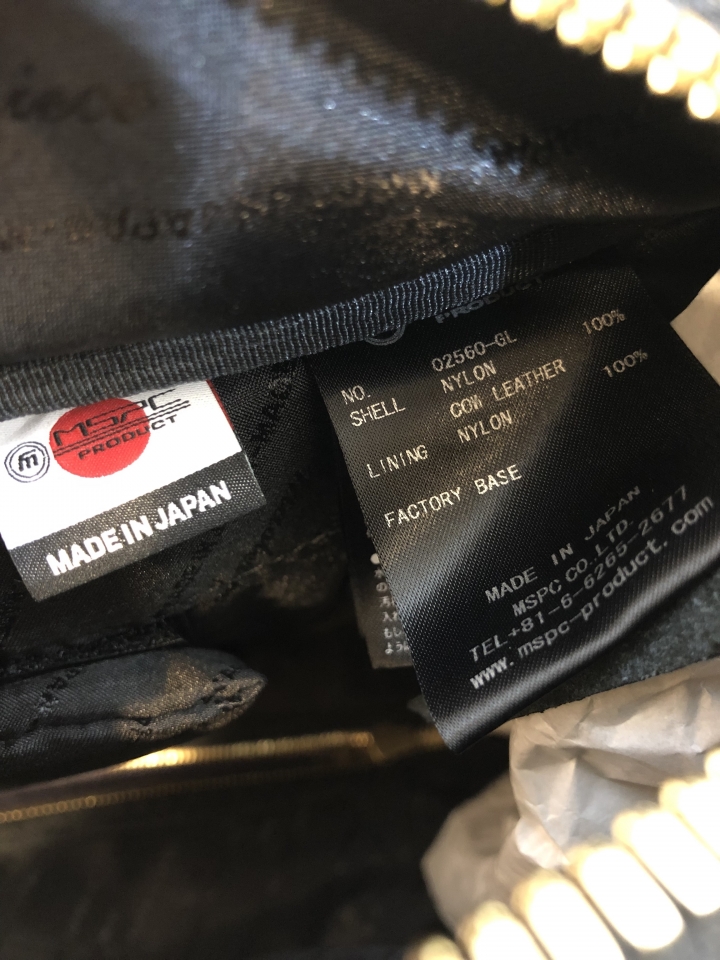 MSPC
PRODUCT
MADE IN JAPAN
PRODUCT
NO. 02560-GL
SHELL NYLON 100%
COW LEATHER
LINING NYLON 100%
FACTORY BASE
MADE IN JAPAN
MSPC CO.LTD.
TEL+81-6-6265-2677
www.mspc-product.com